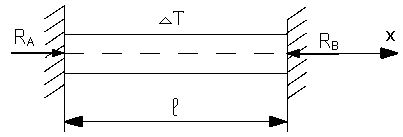 △T
R_A R_B x
ℓ